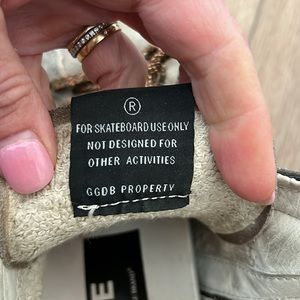 ®
FOR SKATEBOARD USE ONLY
NOT DESIGNED FOR
OTHER ACTIVITIES
GGDB PROPERTY
E